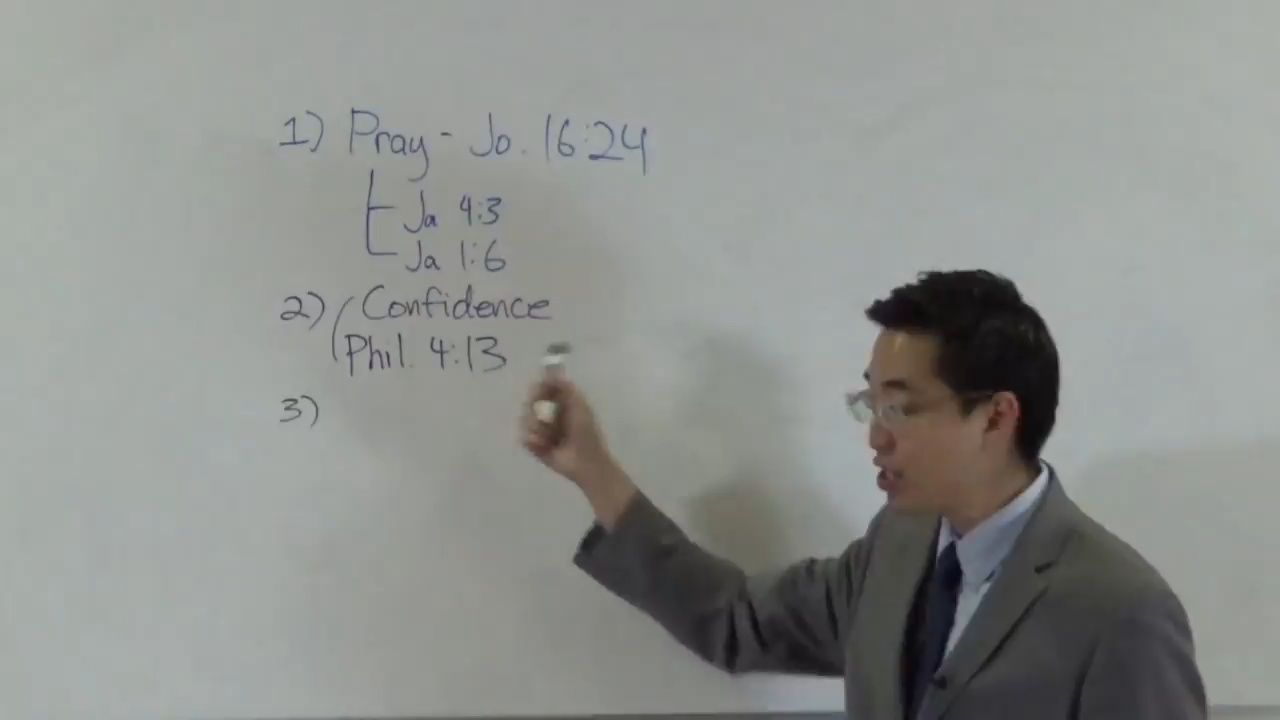 1) Pray - Jo. 16:24
Ja 4:3
Ja 1:6
2) Confidence
Phil. 4:13
3)